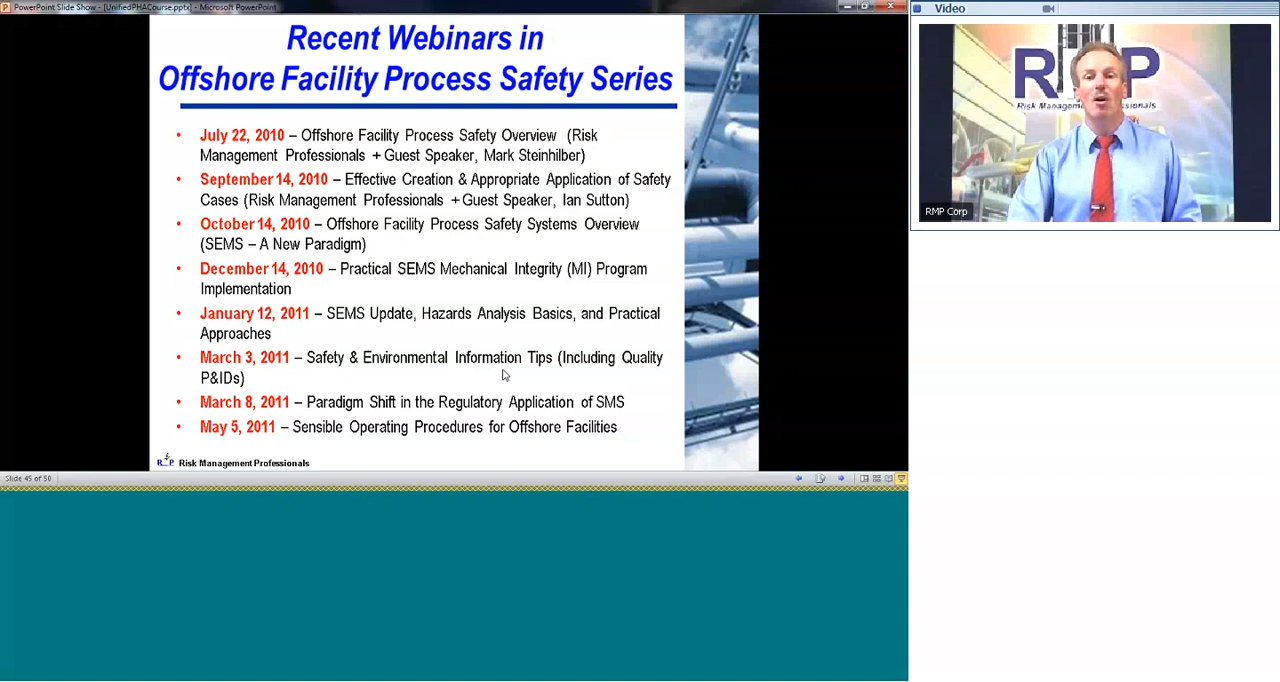 PowerPoint Slide Show - [UnifiedPHACourse.pptx] - Microsoft PowerPoint
Recent Webinars in
Offshore Facility Process Safety Series
• July 22, 2010 – Offshore Facility Process Safety Overview (Risk
Management Professionals + Guest Speaker, Mark Steinhilber)
• September 14, 2010 – Effective Creation & Appropriate Application of Safety
Cases (Risk Management Professionals + Guest Speaker, Ian Sutton)
• October 14, 2010 – Offshore Facility Process Safety Systems Overview
(SEMS – A New Paradigm)
• December 14, 2010 – Practical SEMS Mechanical Integrity (MI) Program
Implementation
• January 12, 2011 – SEMS Update, Hazards Analysis Basics, and Practical
Approaches
• March 3, 2011 – Safety & Environmental Information Tips (Including Quality
P&IDs)
• March 8, 2011 – Paradigm Shift in the Regulatory Application of SMS
• May 5, 2011 – Sensible Operating Procedures for Offshore Facilities
RMP Risk Management Professionals
Slide 45 of 50
Video
RMP
Risk Management Professionals
RMP Corp